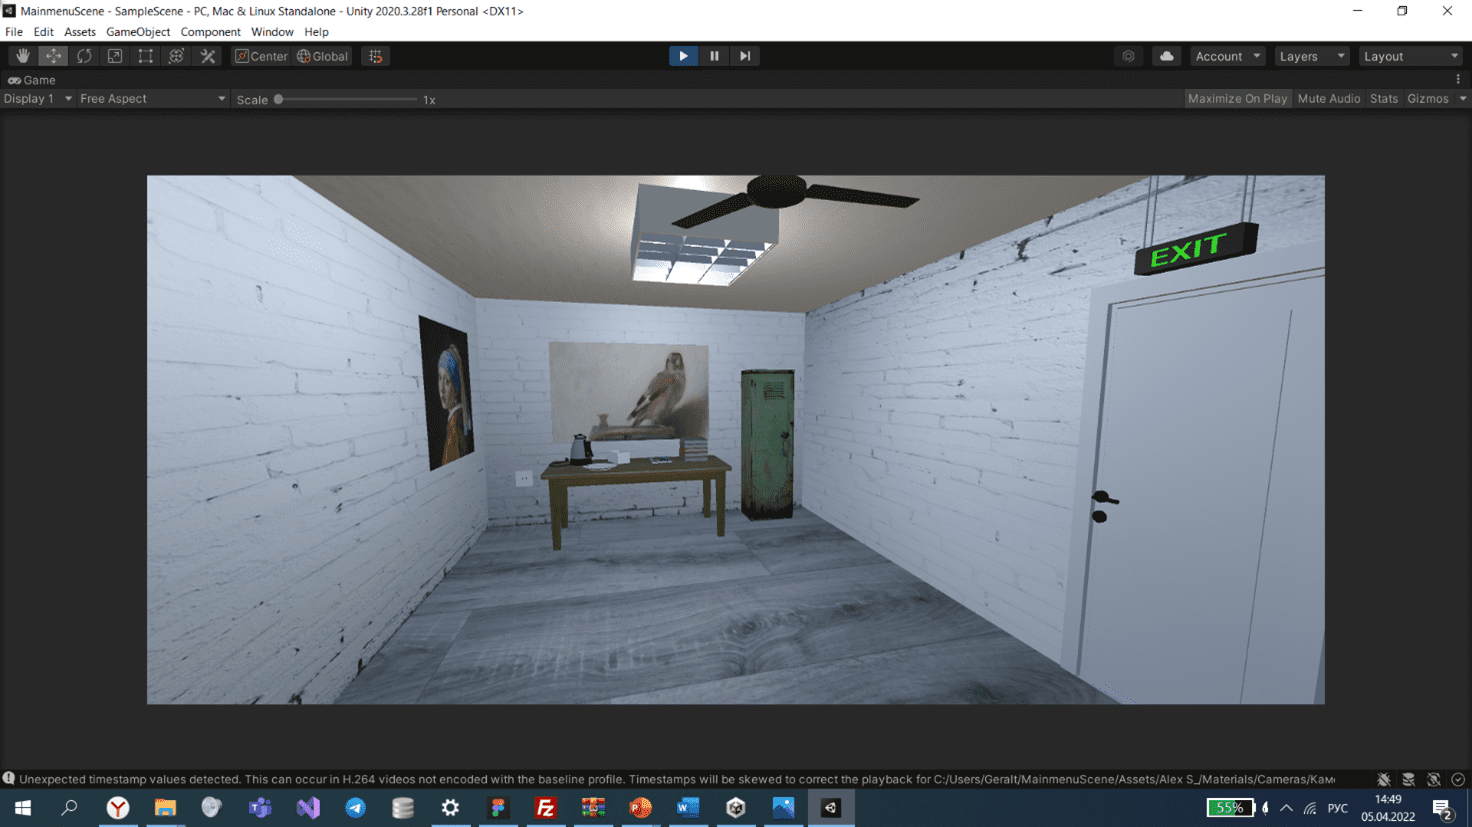 MainmenuScene - SampleScene - PC, Mac & Linux Standalone - Unity 2020.3.28f1 Personal <DX11>
File Edit Assets GameObject Component Window Help
Center Global Account Layers Layout
Game
Display 1 Free Aspect Scale 1x Maximize On Play Mute Audio Stats Gizmos
EXIT
Unexpected timestamp values detected. This can occur in H.264 videos not encoded with the baseline profile. Timestamps will be skewed to correct the playback for C:/Users/Geralt/MainmenuScene/Assets/Alex S_/Materials/Cameras/Каме
55% РУС 14:49
05.04.2022 2